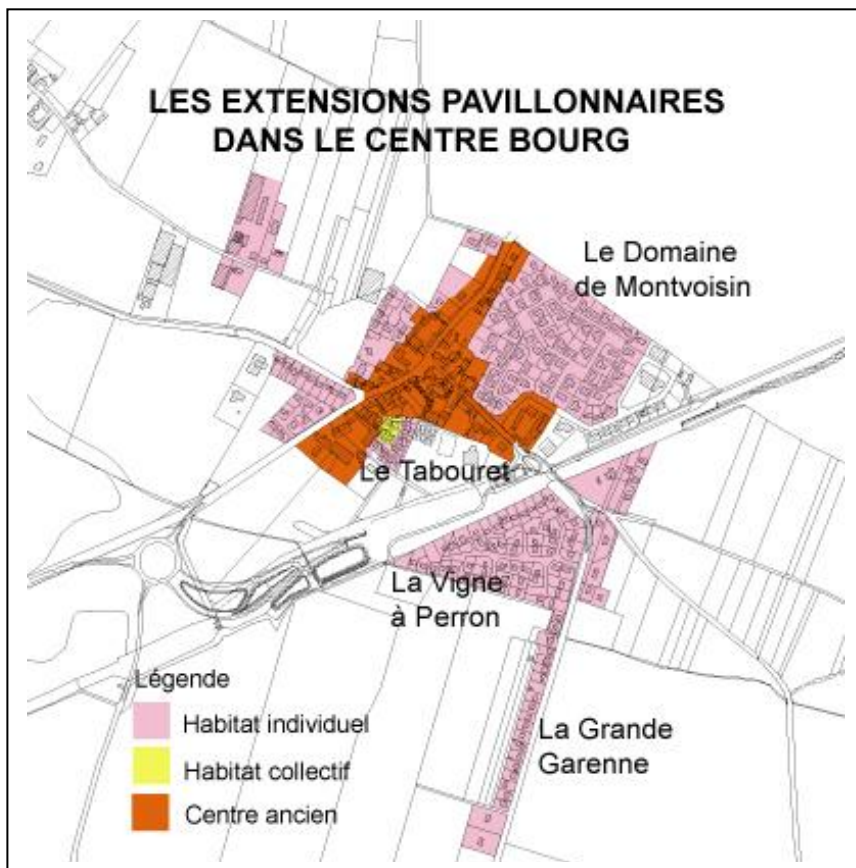 LES EXTENSIONS PAVILLONNAIRES
DANS LE CENTRE BOURG
Le Domaine
de Montvoisin
Le Tabouret
La Vigne
à Perron
La Grande
Garenne
Légende
Habitat individuel
Habitat collectif
Centre ancien